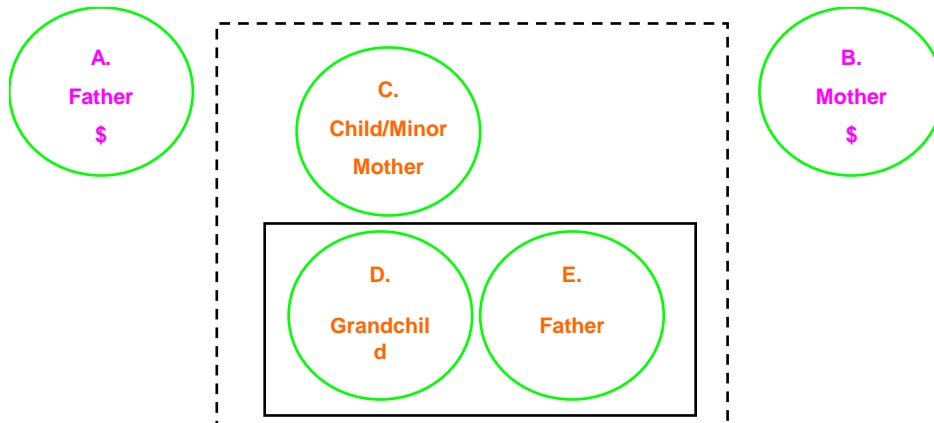 A.
Father
$
B.
Mother
$
C.
Child/Minor
Mother
D.
Grandchil
d
E.
Father